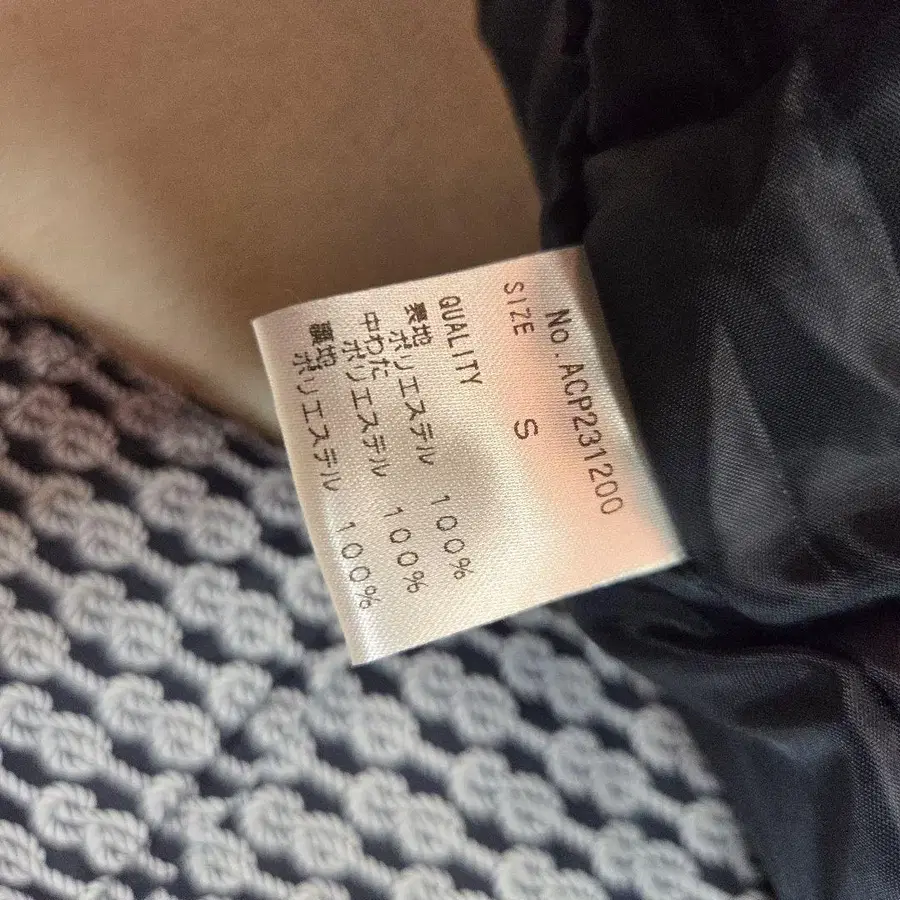 No.ACP231200
SIZE S
QUALITY
表地
ポリエステル 100%
中わた
ポリエステル 100%
裏地
ポリエステル 100%